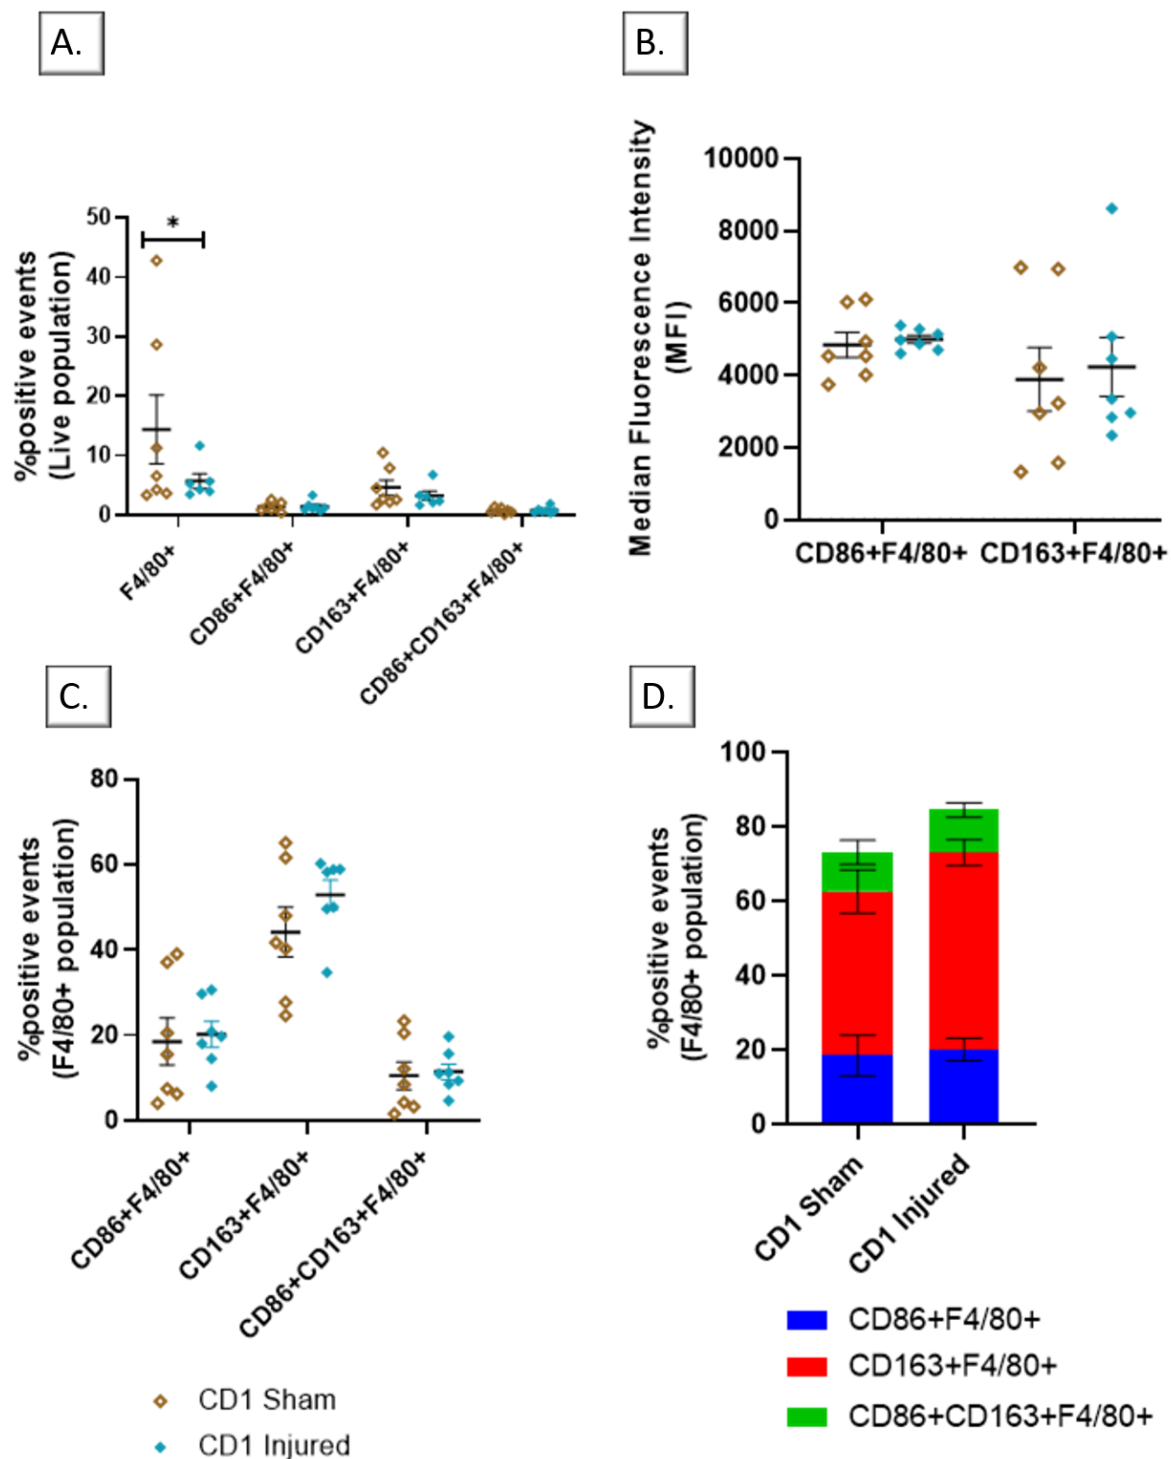 A.
%positive events
(Live population)
50
40
30
20
10
0
*
F4/80+
CD86+F4/80+
CD163+F4/80+
CD86+CD163+F4/80+
B.
Median Fluorescence Intensity
(MFI)
10000
8000
6000
4000
2000
0
CD86+F4/80+
CD163+F4/80+
C.
%positive events
(F4/80+ population)
80
60
40
20
0
CD86+F4/80+
CD163+F4/80+
CD86+CD163+F4/80+
CD1 Sham
CD1 Injured
D.
%positive events
(F4/80+ population)
100
80
60
40
20
0
CD1 Sham
CD1 Injured
CD86+F4/80+
CD163+F4/80+
CD86+CD163+F4/80+